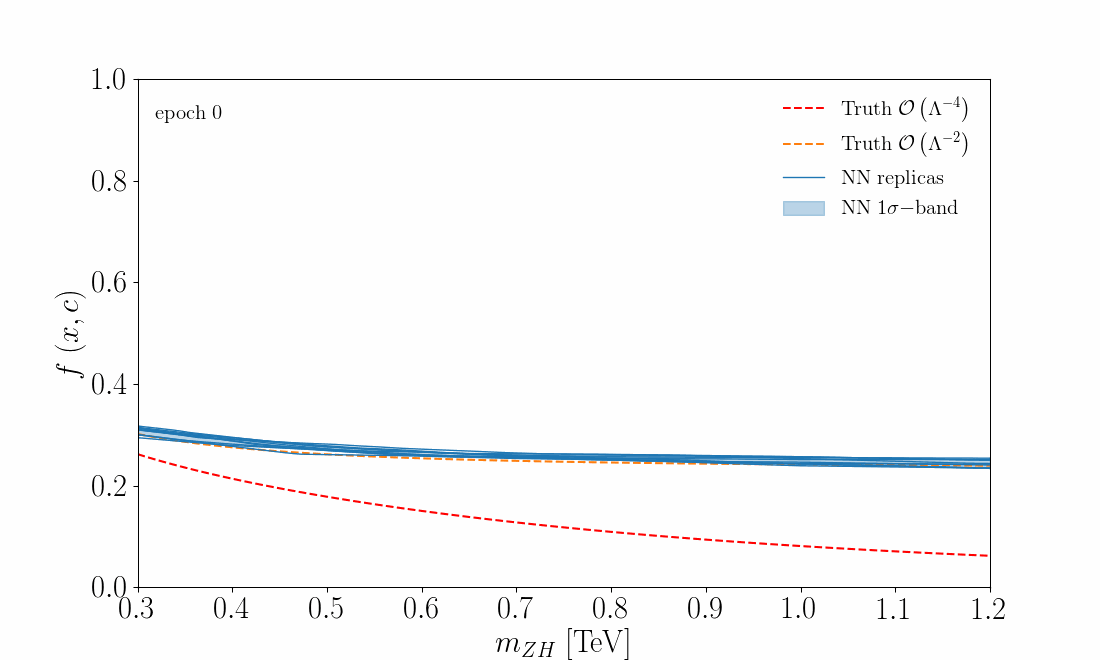 epoch 0
Truth 𝒪 (Λ⁻⁴)
Truth 𝒪 (Λ⁻²)
NN replicas
NN 1σ−band
f (x, c)
1.0
0.8
0.6
0.4
0.2
0.0
0.3 0.4 0.5 0.6 0.7 0.8 0.9 1.0 1.1 1.2
m_{ZH} [TeV]